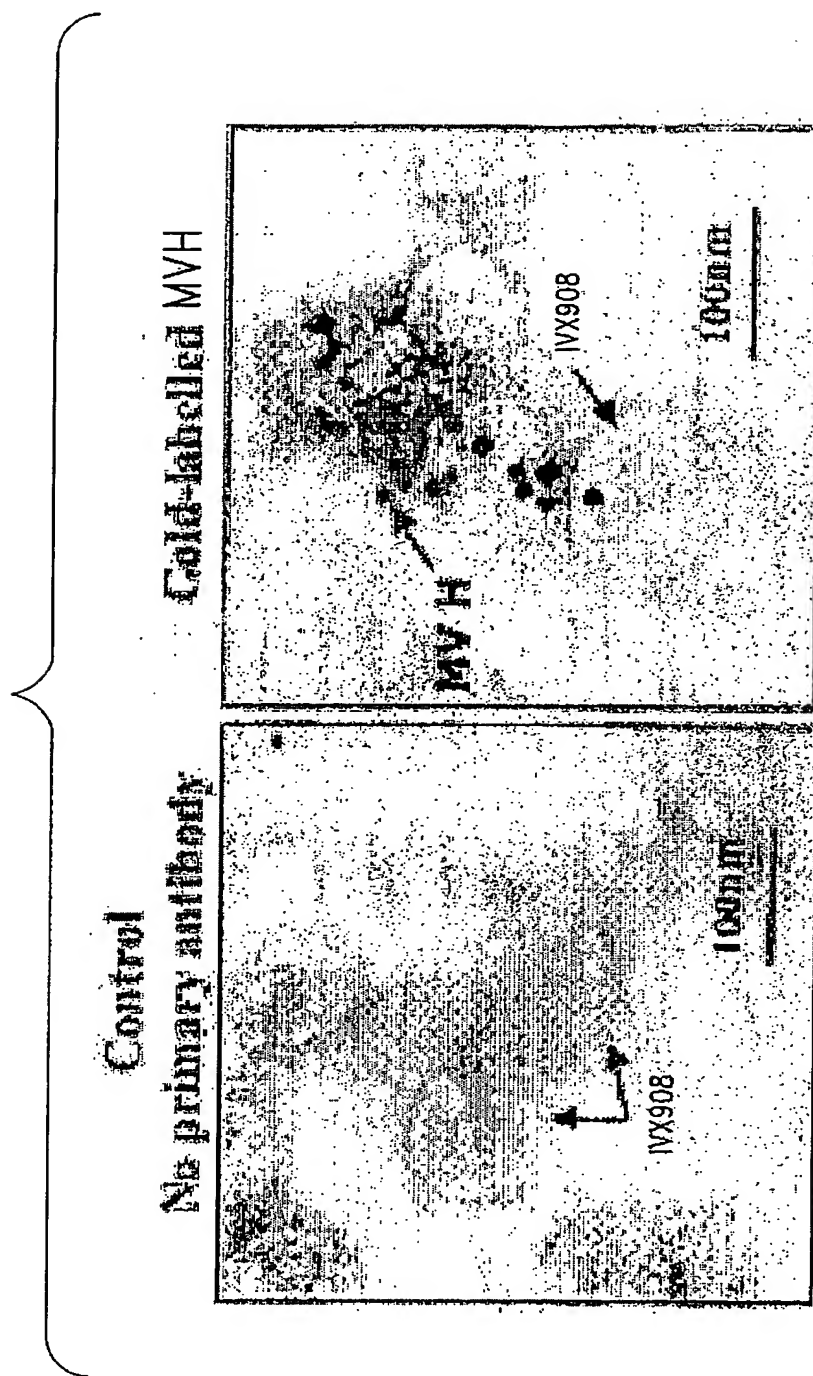 Control
No primary antibody
IVX908
100nm
Gold-labelled MVH
MV H
IVX908
100nm